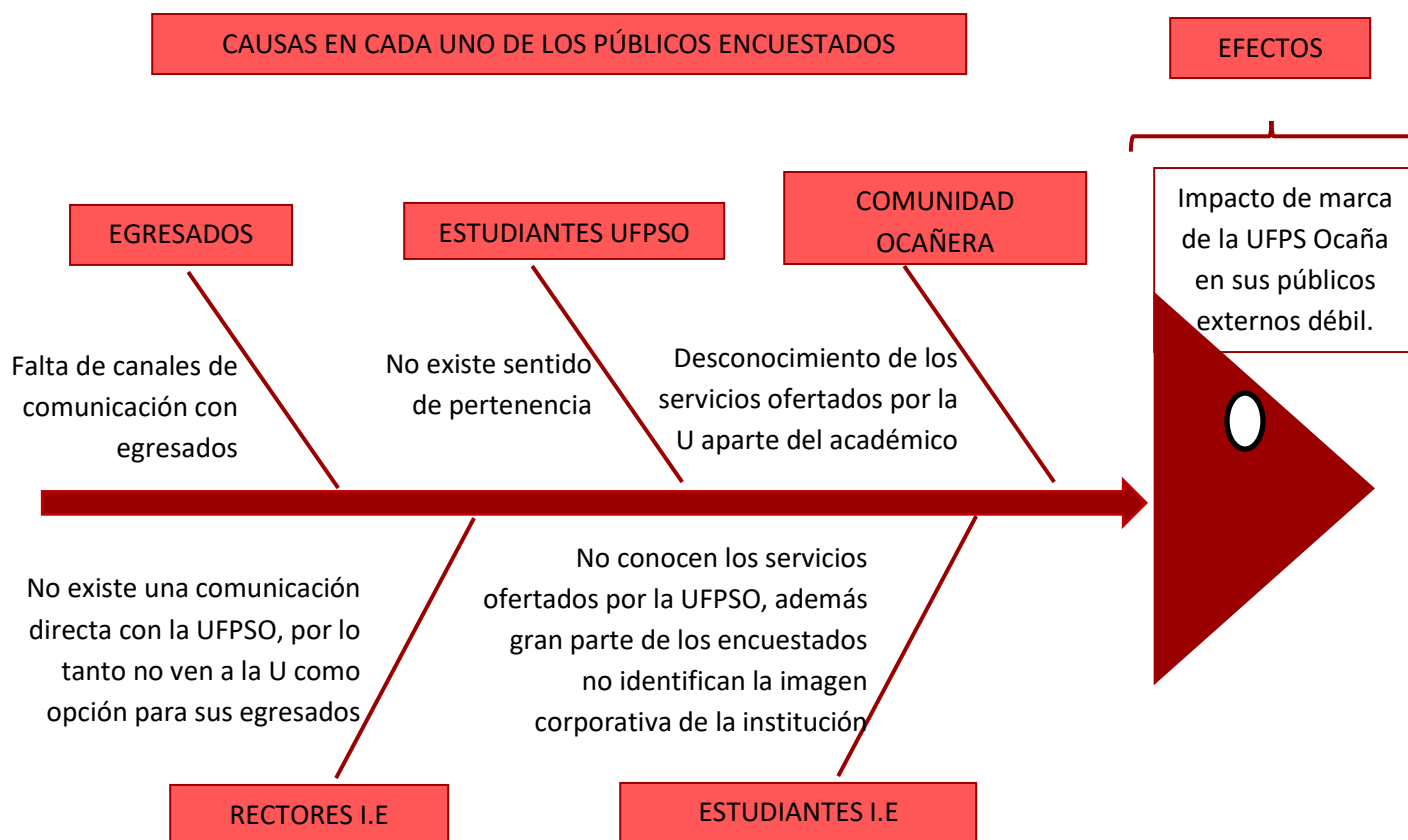 CAUSAS EN CADA UNO DE LOS PÚBLICOS ENCUESTADOS
EFECTOS
EGRESADOS
Falta de canales de
comunicación con
egresados
ESTUDIANTES UFPSO
No existe sentido
de pertenencia
COMUNIDAD
OCAÑERA
Desconocimiento de los
servicios ofertados por la
U aparte del académico
Impacto de marca
de la UFPS Ocaña
en sus públicos
externos débil.
No existe una comunicación
directa con la UFPSO, por lo
tanto no ven a la U como
opción para sus egresados
RECTORES I.E
No conocen los servicios
ofertados por la UFPSO, además
gran parte de los encuestados
no identifican la imagen
corporativa de la institución
ESTUDIANTES I.E